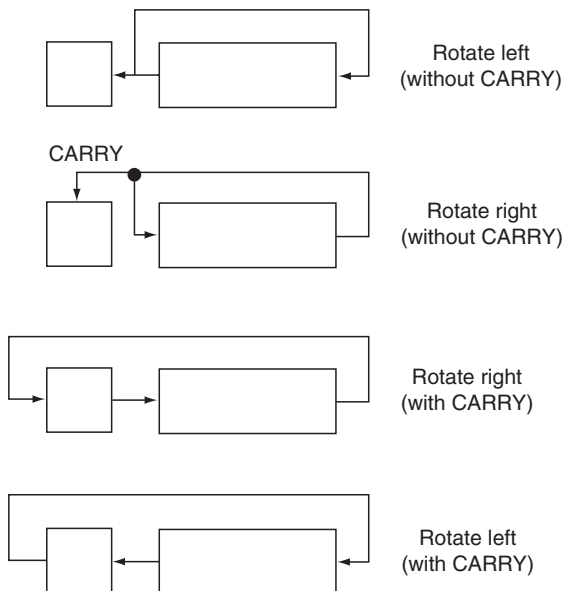 Rotate left
(without CARRY)
CARRY
Rotate right
(without CARRY)
Rotate right
(with CARRY)
Rotate left
(with CARRY)